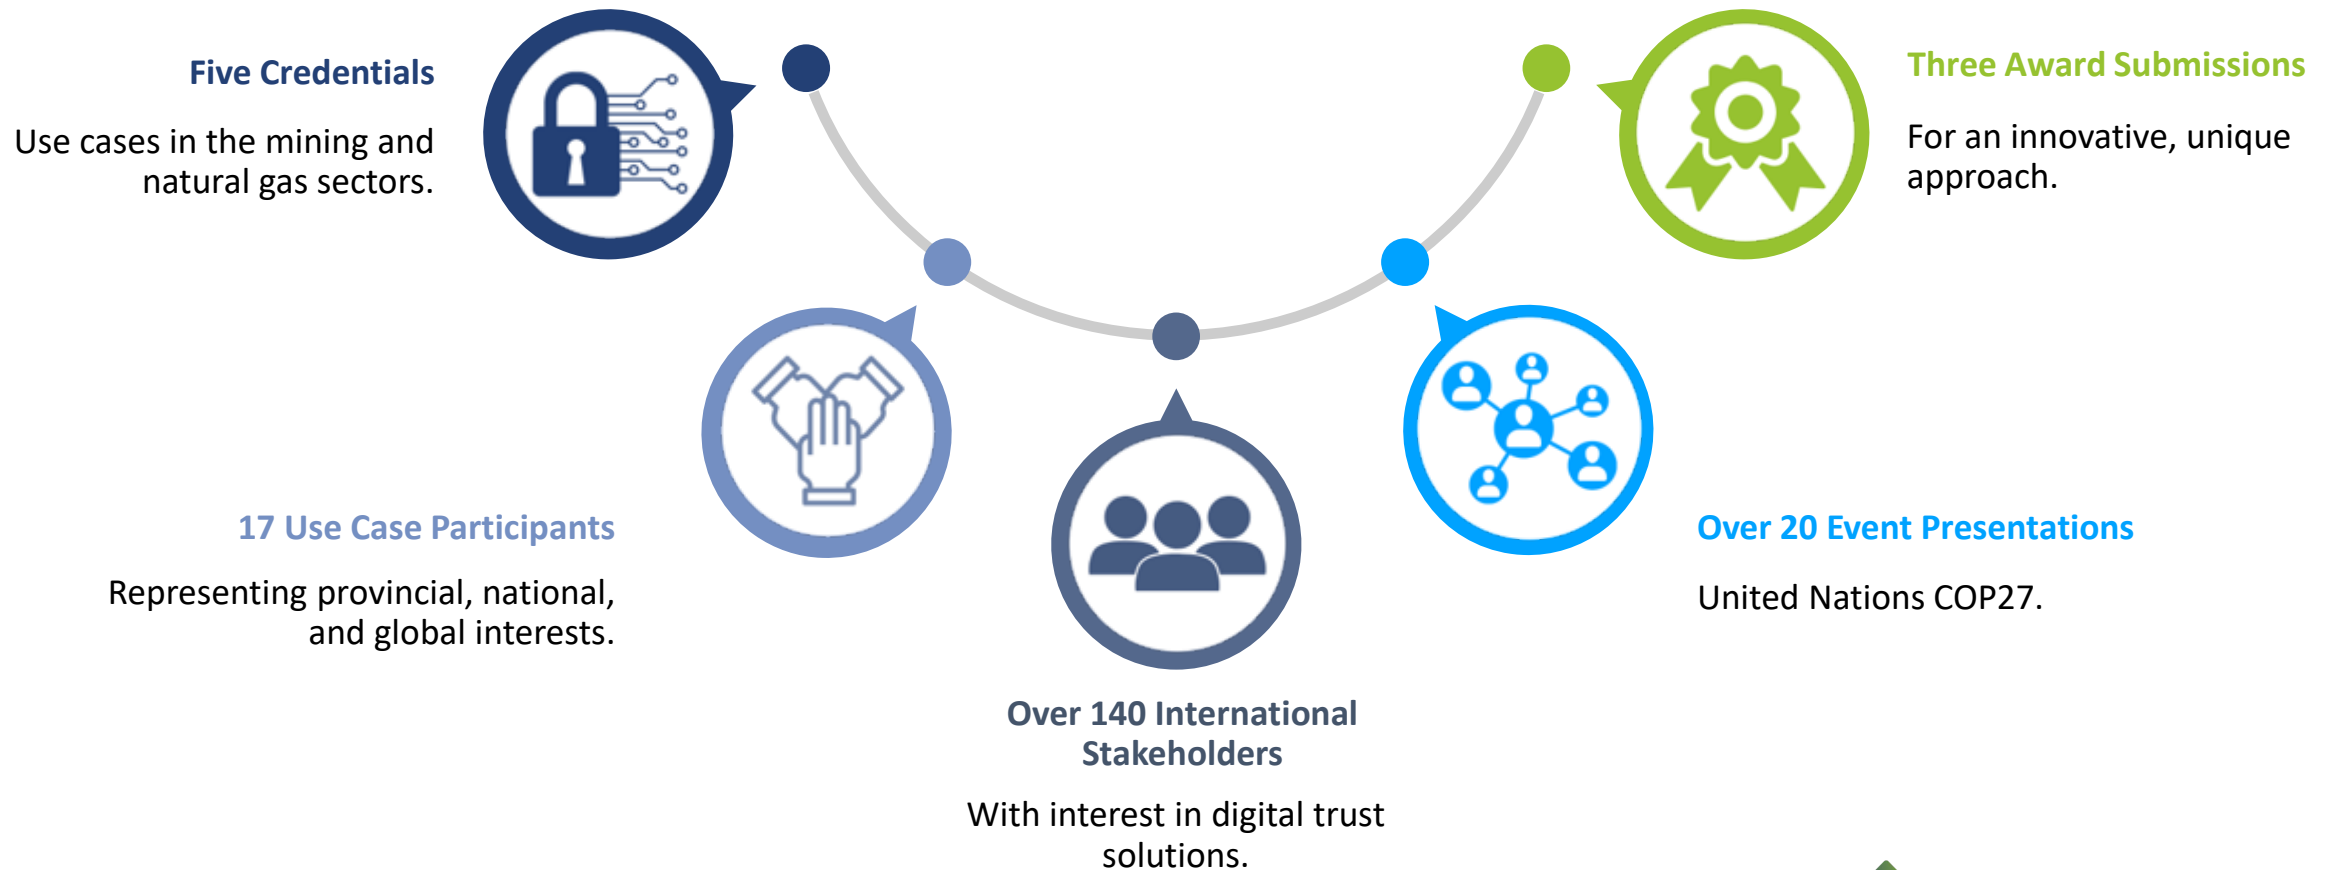 Five Credentials
Use cases in the mining and
natural gas sectors.
17 Use Case Participants
Representing provincial, national,
and global interests.
Over 140 International
Stakeholders
With interest in digital trust
solutions.
Over 20 Event Presentations
United Nations COP27.
Three Award Submissions
For an innovative, unique
approach.